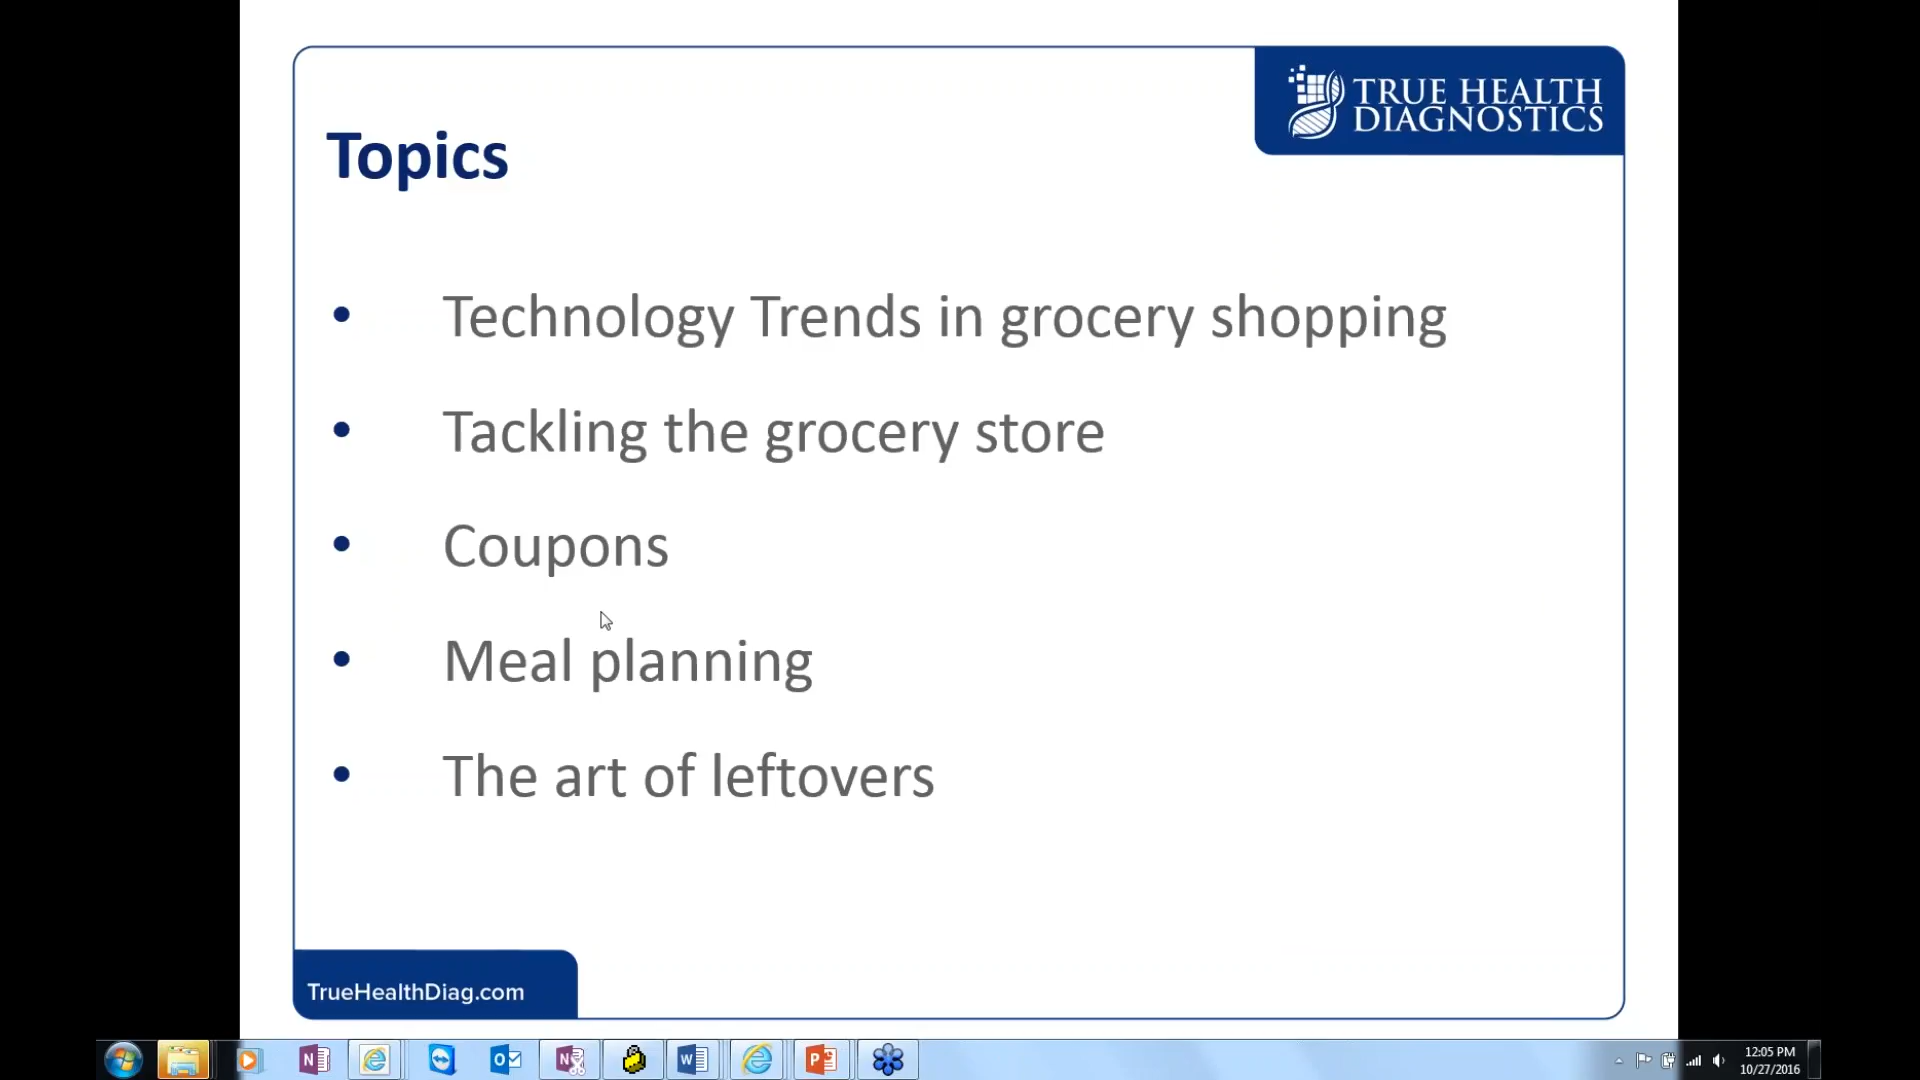 TRUE HEALTH
DIAGNOSTICS
Topics
• Technology Trends in grocery shopping
• Tackling the grocery store
• Coupons
• Meal planning
• The art of leftovers
TrueHealthDiag.com
12:05 PM
10/27/2016